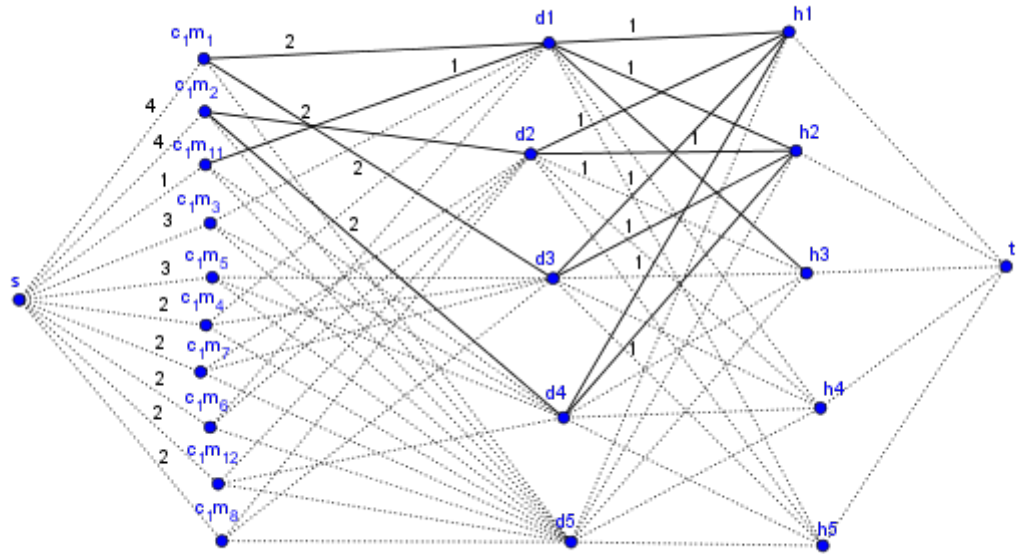 s
c₁m₁
c₁m₂
c₁m₁₁
c₁m₃
c₁m₅
c₁m₄
c₁m₇
c₁m₆
c₁m₁₂
c₁m₈
4
4
1
3
3
2
2
2
2
2
2
1
2
2
2
d1
d2
d3
d4
d5
1
1
1
1
1
1
1
1
1
h1
h2
h3
h4
h5
t